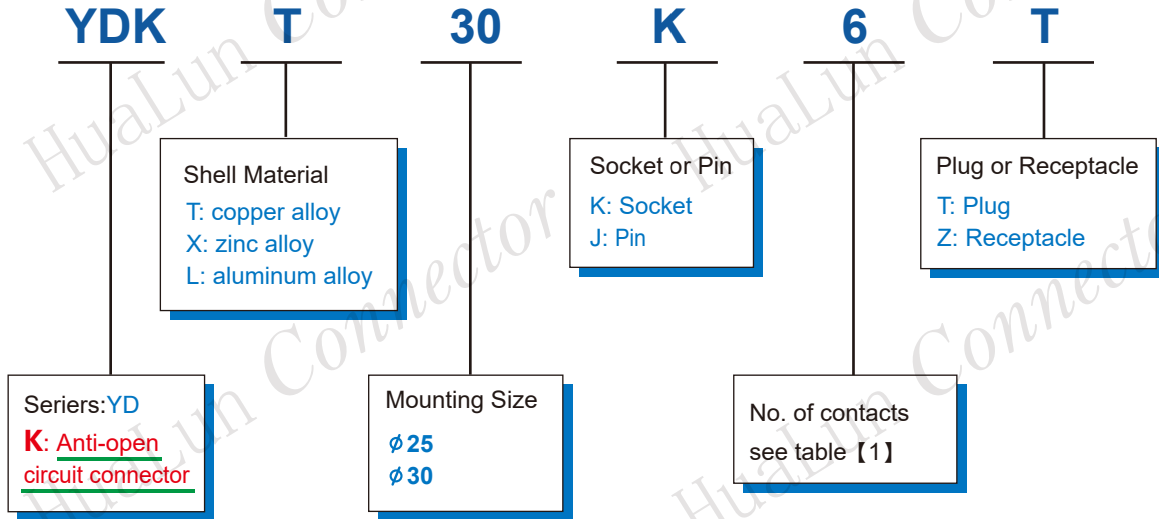 YDK T 30 K 6 T
Shell Material
T: copper alloy
X: zinc alloy
L: aluminum alloy
Socket or Pin
K: Socket
J: Pin
Plug or Receptacle
T: Plug
Z: Receptacle
Seriers:YD
K: Anti-open
circuit connector
Mounting Size
φ25
φ30
No. of contacts
see table【1】
HuaLun Connector
HuaLun Connector
HuaLun Connector
HuaLun Connector